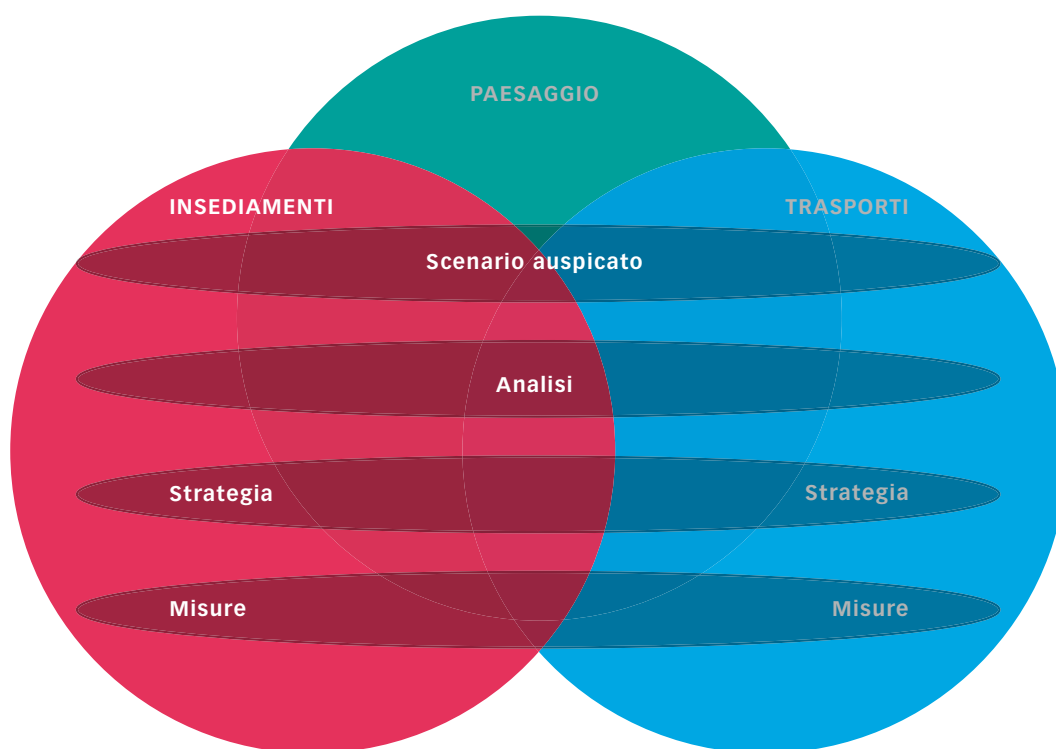 PAESAGGIO
INSEDIAMENTI
TRASPORTI
Scenario auspicato
Analisi
Strategia
Strategia
Misure
Misure